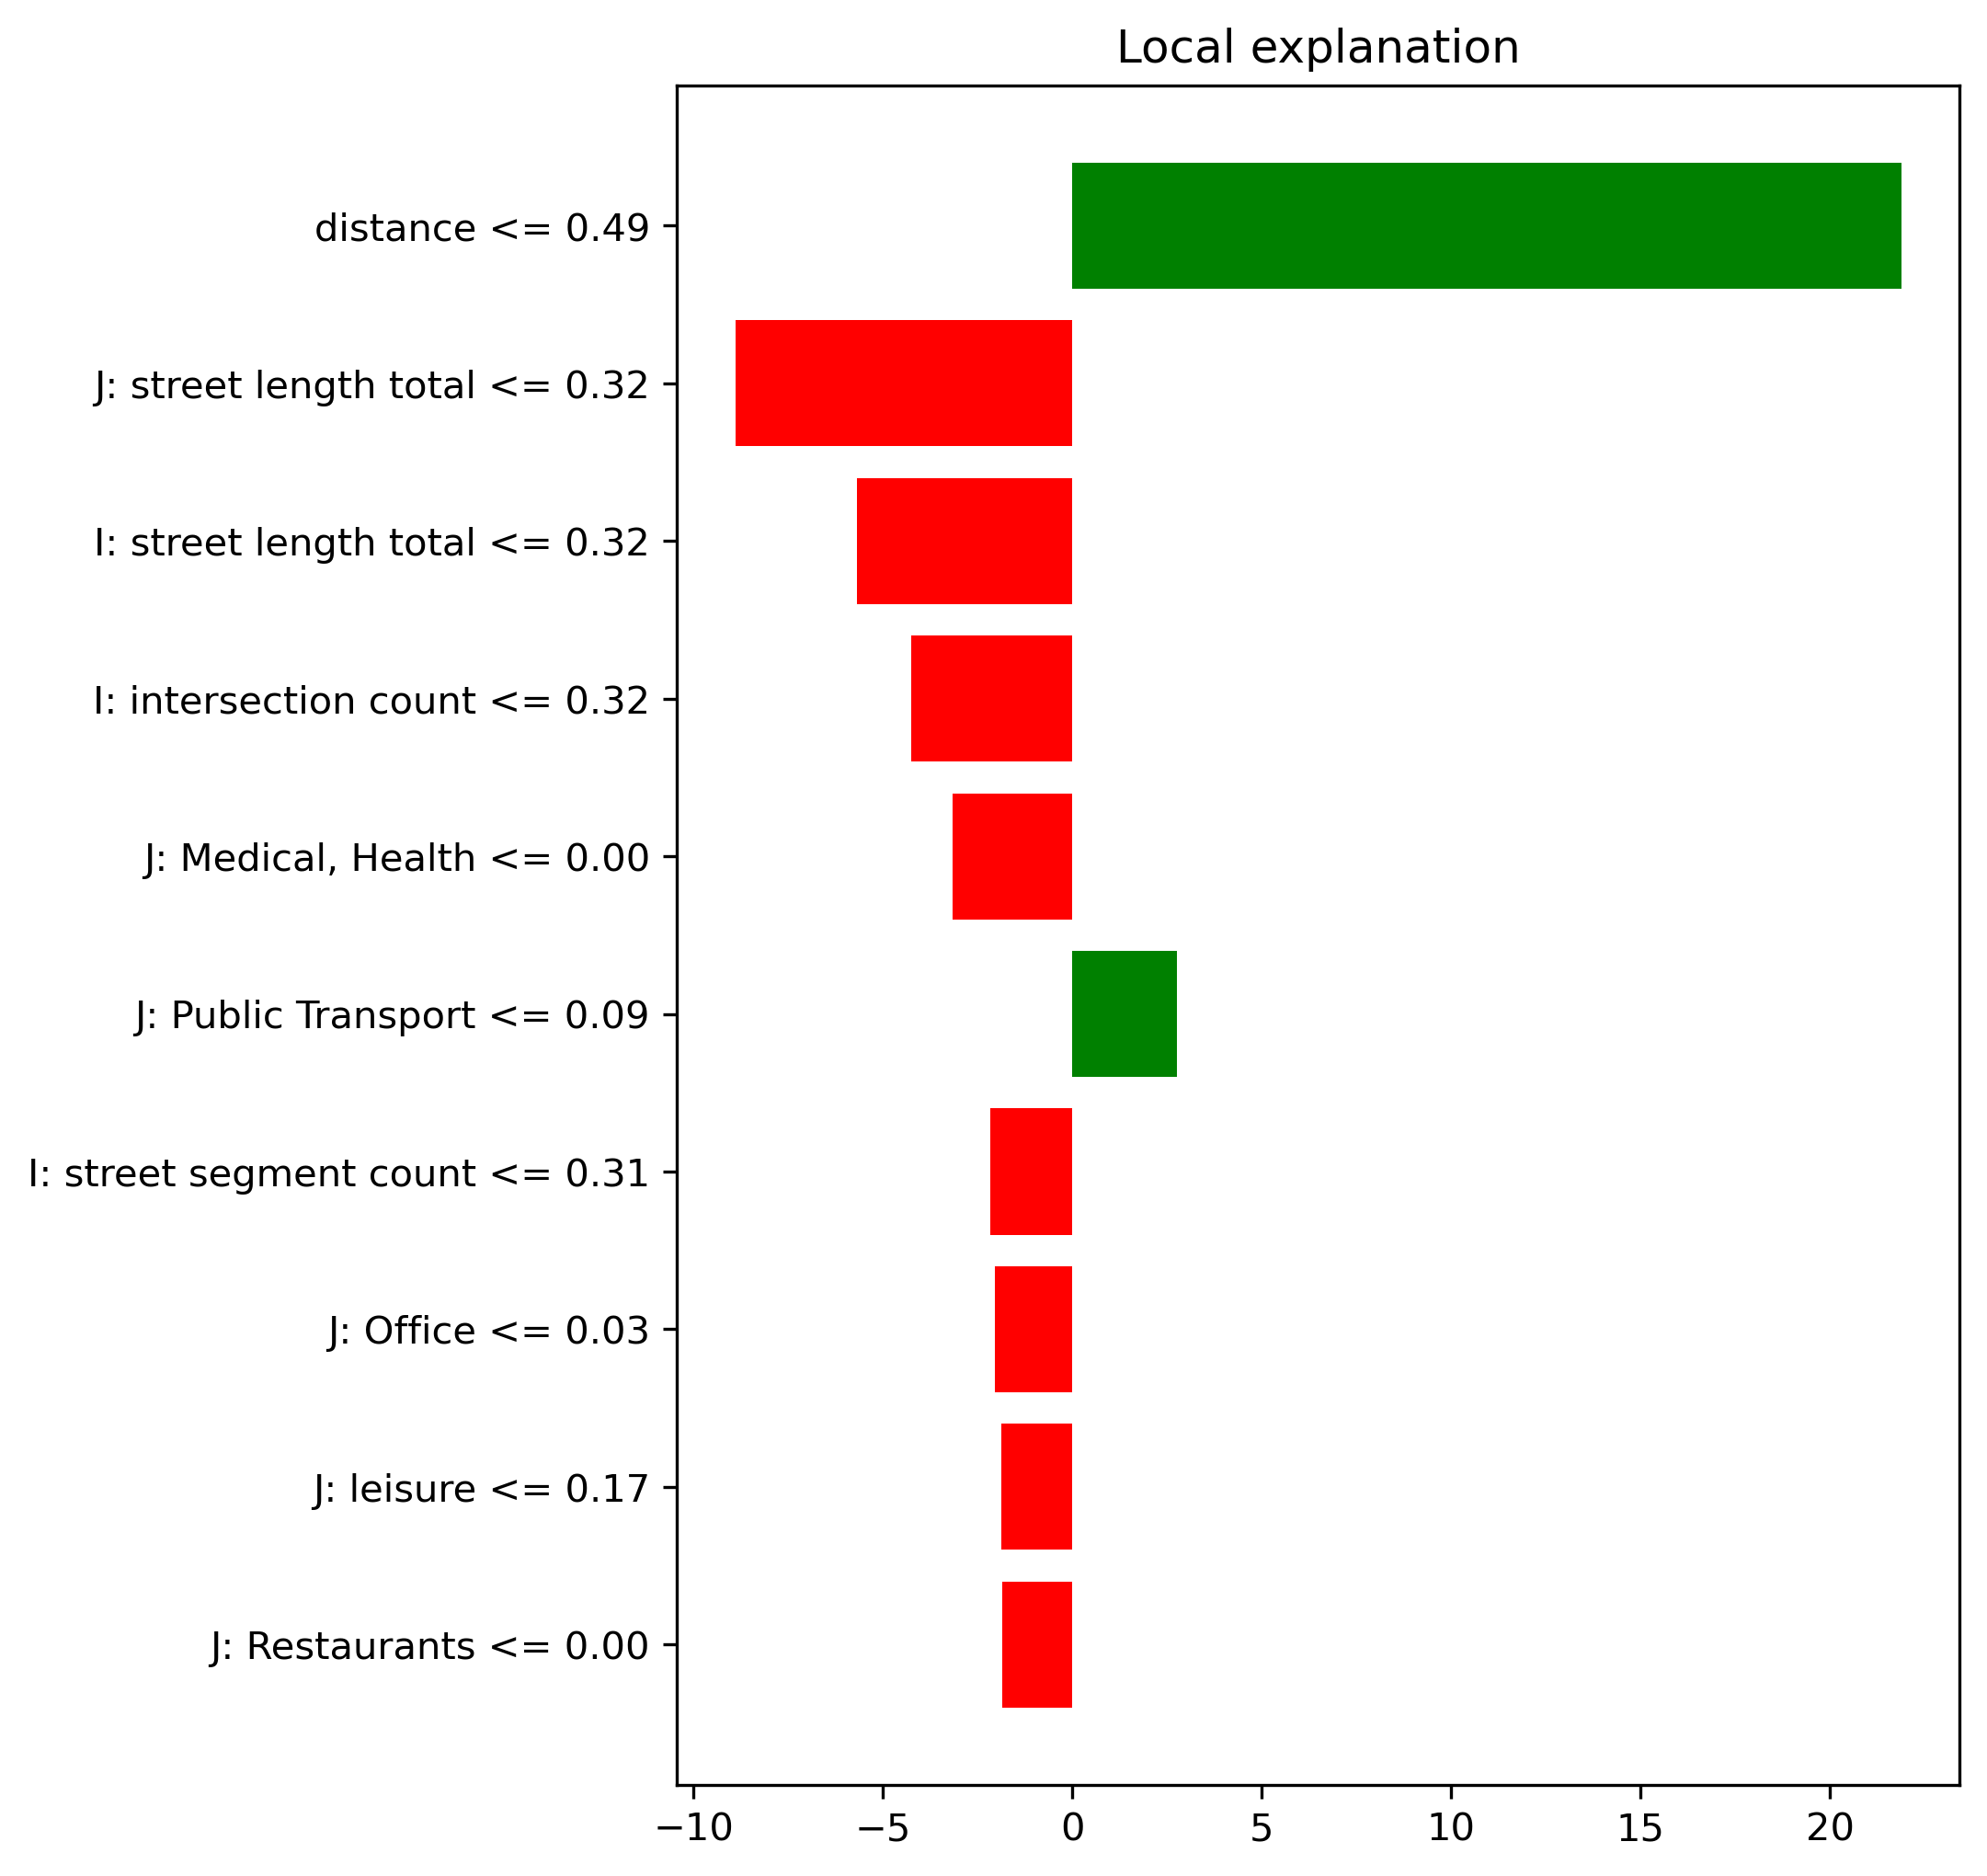 Local explanation
distance <= 0.49
J: street length total <= 0.32
I: street length total <= 0.32
I: intersection count <= 0.32
J: Medical, Health <= 0.00
J: Public Transport <= 0.09
I: street segment count <= 0.31
J: Office <= 0.03
J: leisure <= 0.17
J: Restaurants <= 0.00
−10 −5 0 5 10 15 20